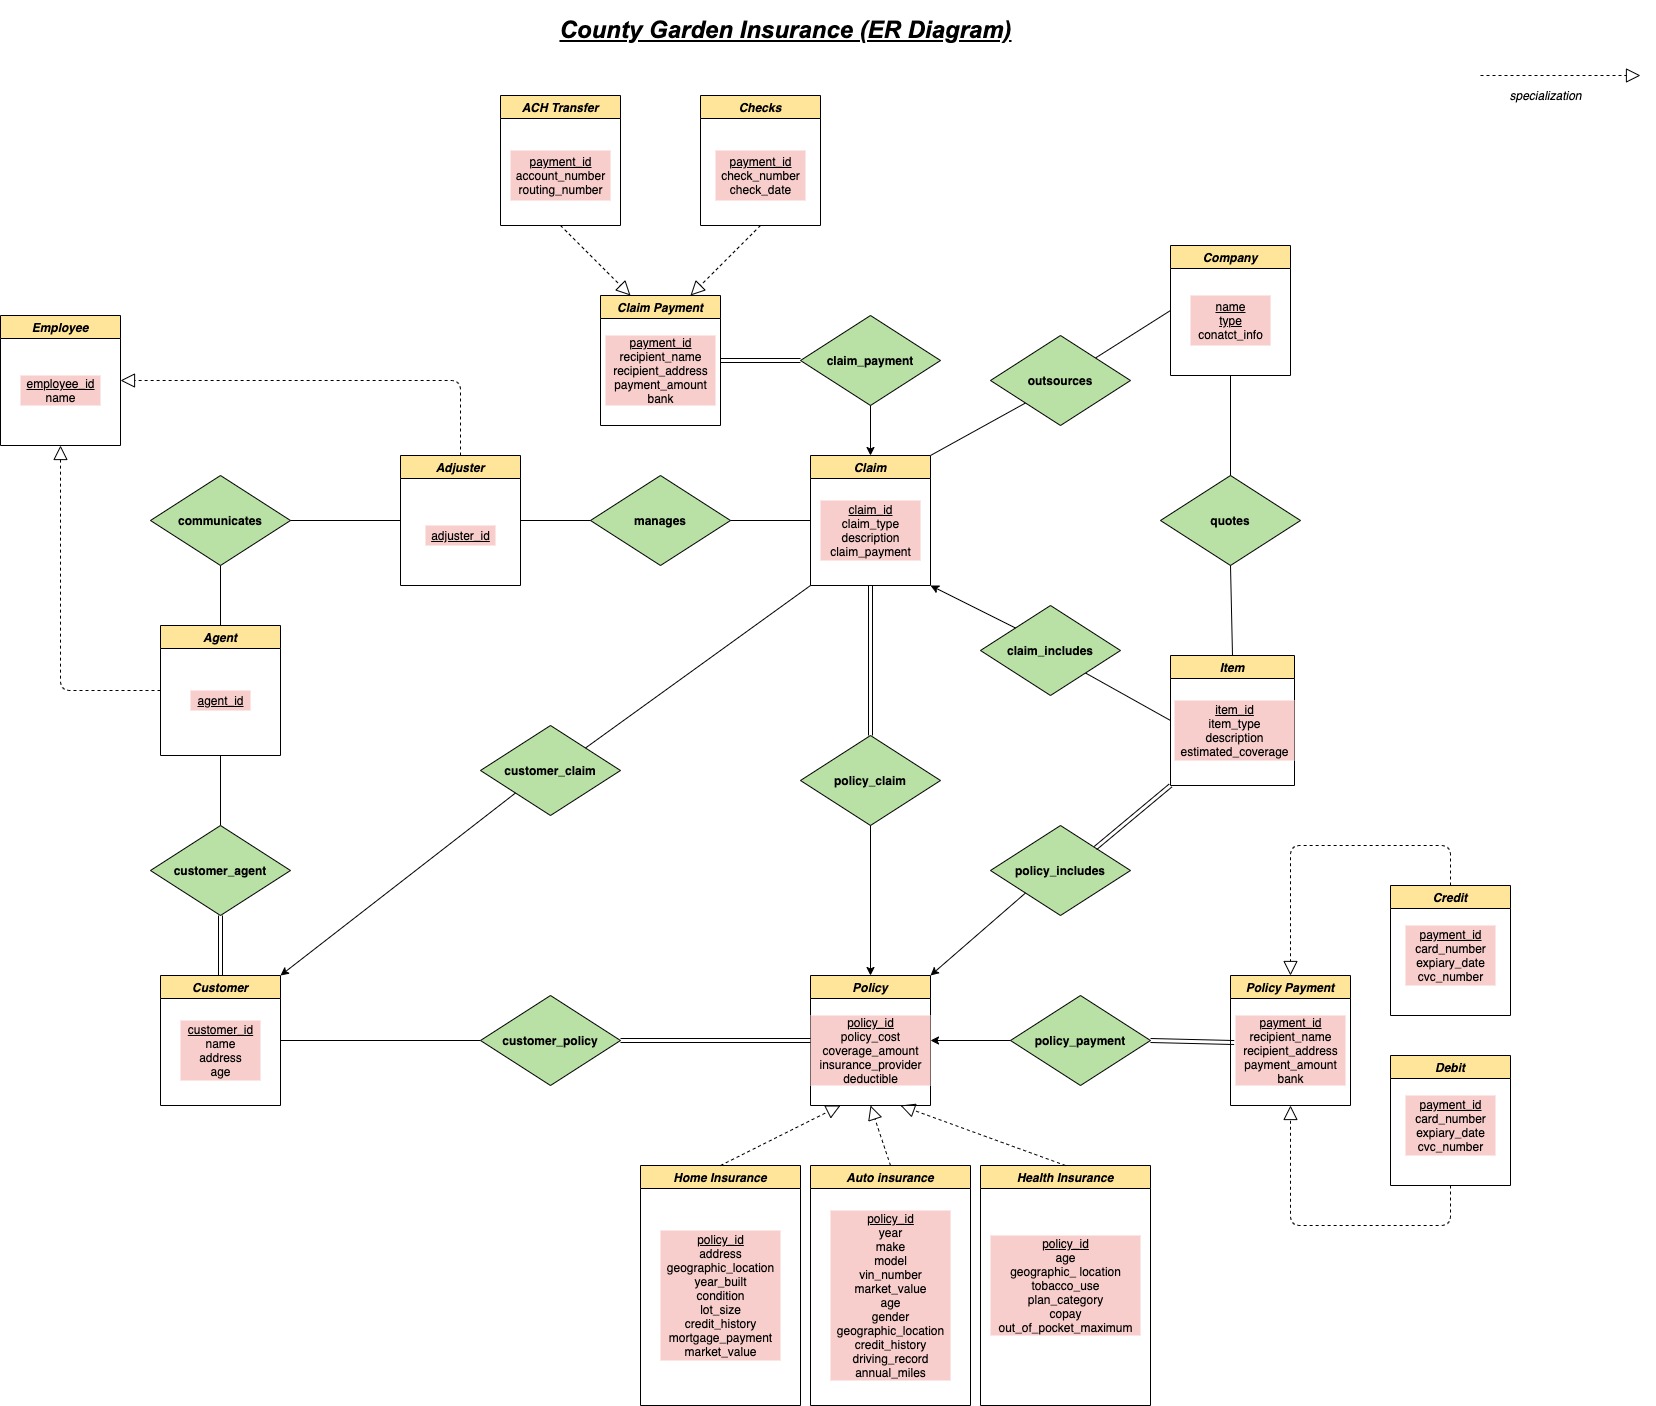 County Garden Insurance (ER Diagram)
specialization
ACH Transfer
payment_id
account_number
routing_number
Checks
payment_id
check_number
check_date
Company
name
type
conatct_info
Claim Payment
payment_id
recipient_name
recipient_address
payment_amount
bank
claim_payment
outsources
Employee
employee_id
name
Adjuster
adjuster_id
communicates
manages
Claim
claim_id
claim_type
description
claim_payment
quotes
Agent
agent_id
claim_includes
Item
item_id
item_type
description
estimated_coverage
customer_claim
policy_claim
customer_agent
policy_includes
Credit
payment_id
card_number
expiary_date
cvc_number
Customer
customer_id
name
address
age
customer_policy
Policy
policy_id
policy_cost
coverage_amount
insurance_provider
deductible
policy_payment
Policy Payment
payment_id
recipient_name
recipient_address
payment_amount
bank
Debit
payment_id
card_number
expiary_date
cvc_number
Home Insurance
policy_id
address
geographic_location
year_built
condition
lot_size
credit_history
mortgage_payment
market_value
Auto insurance
policy_id
year
make
model
vin_number
market_value
age
gender
geographic_location
credit_history
driving_record
annual_miles
Health Insurance
policy_id
age
geographic_ location
tobacco_use
plan_category
copay
out_of_pocket_maximum